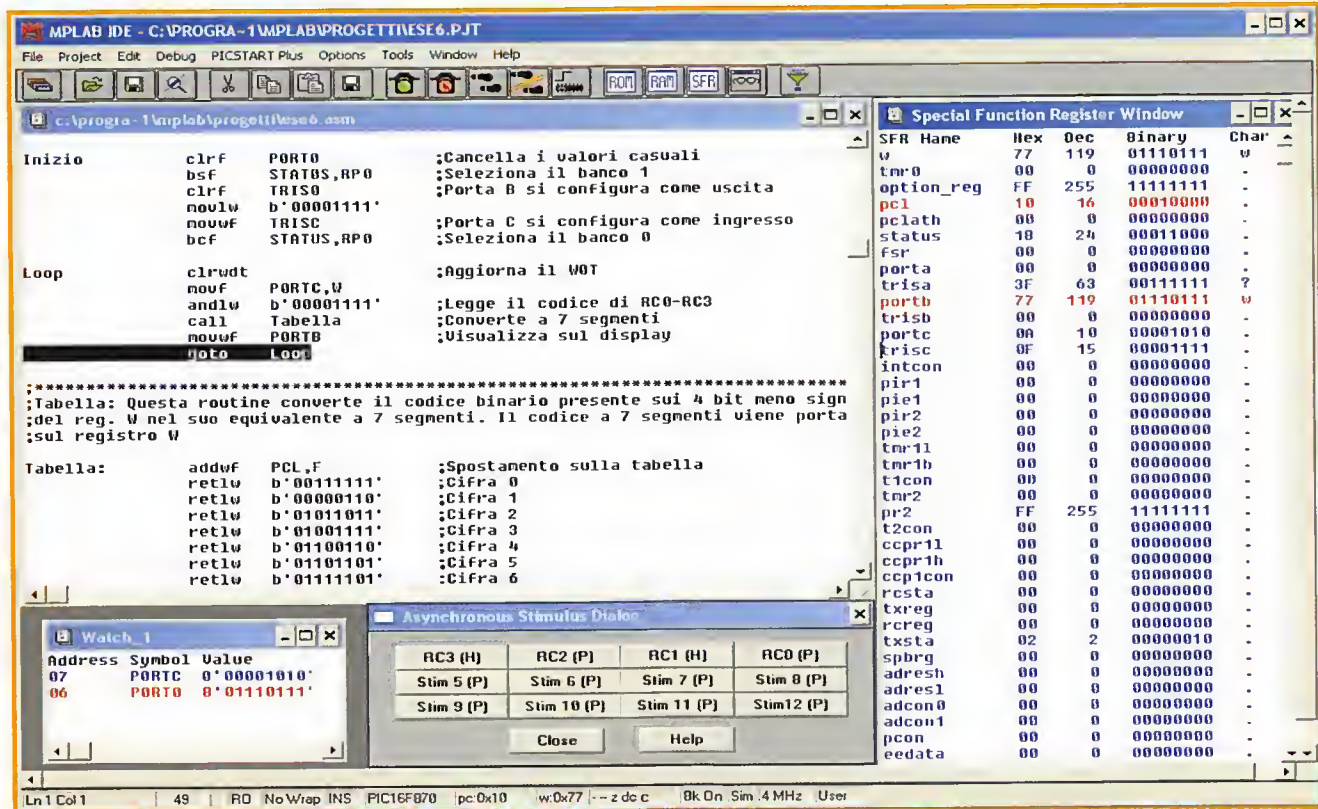 MPLAB IDE - C:\PROGRA~1\MPLAB\PROGETTI\ESE6.PJT
File Project Edit Debug PICSTART Plus Options Tools Window Help
ROM RAM SFR
c:\progra~1\mplab\progetti\ese6.asm
Inizio clrf PORT0 ;Cancella i valori casuali
bsf STATUS,RP0 ;Seleziona il banco 1
clrf TRISO ;Porta B si configura come uscita
movlw b'00001111'
movwf TRISC ;Porta C si configura come ingresso
bcf STATUS,RP0 ;Seleziona il banco 0
Loop clrwdt ;Aggiorna il WOT
movf PORTC,W
andlw b'00001111' ;Legge il codice di RC0-RC3
call Tabella ;Converte a 7 segmenti
movwf PORTB ;Visualizza sul display
goto Loop
;Tabella: Questa routine converte il codice binario presente sui 4 bit meno sign
;del reg. W nel suo equivalente a 7 segmenti. Il codice a 7 segmenti viene porta
;sul registro W
Tabella: addwf PCL,F ;Spostamento sulla tabella
retlw b'00111111' ;Cifra 0
retlw b'00000110' ;Cifra 1
retlw b'01011011' ;Cifra 2
retlw b'01001111' ;Cifra 3
retlw b'01100110' ;Cifra 4
retlw b'01101101' ;Cifra 5
retlw b'01111101' :Cifra 6
Special Function Register Window
SFR Name Hex Dec Binary Char
w 77 119 01110111 w
tmr0 00 0 00000000 .
option_reg FF 255 11111111 .
pcl 10 16 00010000 .
pclath 00 0 00000000 .
status 18 24 00011000 .
fsr 00 0 00000000 .
porta 00 0 00000000 .
trisa 3F 63 00111111 ?
portb 77 119 01110111 w
trisb 00 0 00000000 .
portc 0A 10 00001010 .
trisc 0F 15 00001111 .
intcon 00 0 00000000 .
pir1 00 0 00000000 .
pie1 00 0 00000000 .
pir2 00 0 00000000 .
pie2 00 0 00000000 .
tmr1l 00 0 00000000 .
tmr1h 00 0 00000000 .
t1con 00 0 00000000 .
tmr2 00 0 00000000 .
pr2 FF 255 11111111 .
t2con 00 0 00000000 .
ccpr1l 00 0 00000000 .
ccpr1h 00 0 00000000 .
ccp1con 00 0 00000000 .
rcsta 00 0 00000000 .
txreg 00 0 00000000 .
rcreg 00 0 00000000 .
txsta 02 2 00000010 .
spbrg 00 0 00000000 .
adresh 00 0 00000000 .
adresl 00 0 00000000 .
adcon0 00 0 00000000 .
adcon1 00 0 00000000 .
pcon 00 0 00000000 .
eedata 00 0 00000000 .
Watch_1
Address Symbol Value
07 PORTC 0'00001010'
06 PORT0 B'01110111'
Asynchronous Stimulus Dialog
RC3 (H) RC2 (P) RC1 (H) RC0 (P)
Stim 5 (P) Stim 6 (P) Stim 7 (P) Stim 8 (P)
Stim 9 (P) Stim 10 (P) Stim 11 (P) Stim12 (P)
Close Help
Ln 1 Col 1 49 RO No Wrap INS PIC16F870 pc:0x10 w:0x77 -- z dc c Bk On Sim 4 MHz User